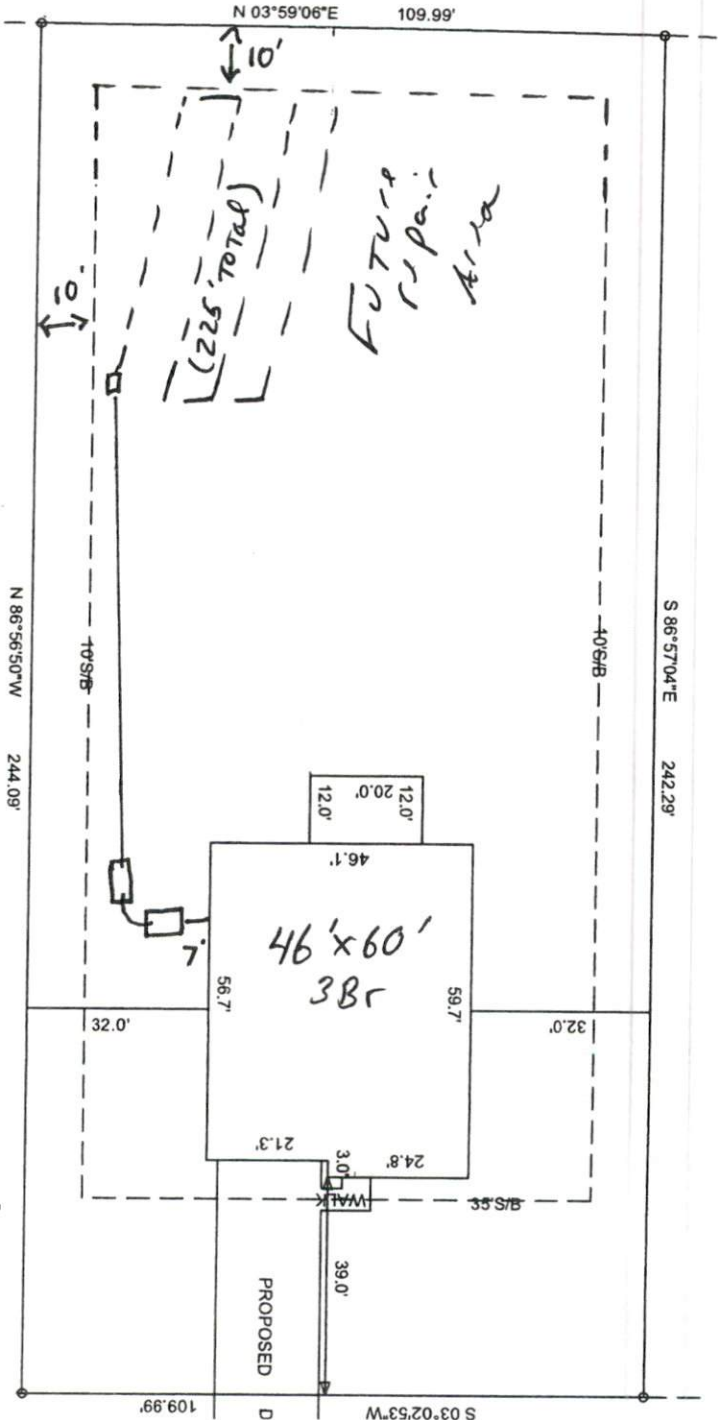 N 03°59'06"E 109.99'
10'
FUTURE
repair
Area
(225' TOTAL)
10'
S 86°57'04"E 242.29'
N 86°56'50"W 244.09'
10'S/B
10'S/B
20.0'
12.0'
12.0'
46.1'
46'x60'
3Br
7'
56.7'
59.7'
32.0'
32.0'
21.3'
3.0'
24.8'
WALK
35'S/B
39.0'
PROPOSED D
109.99'
S 03°02'53"W